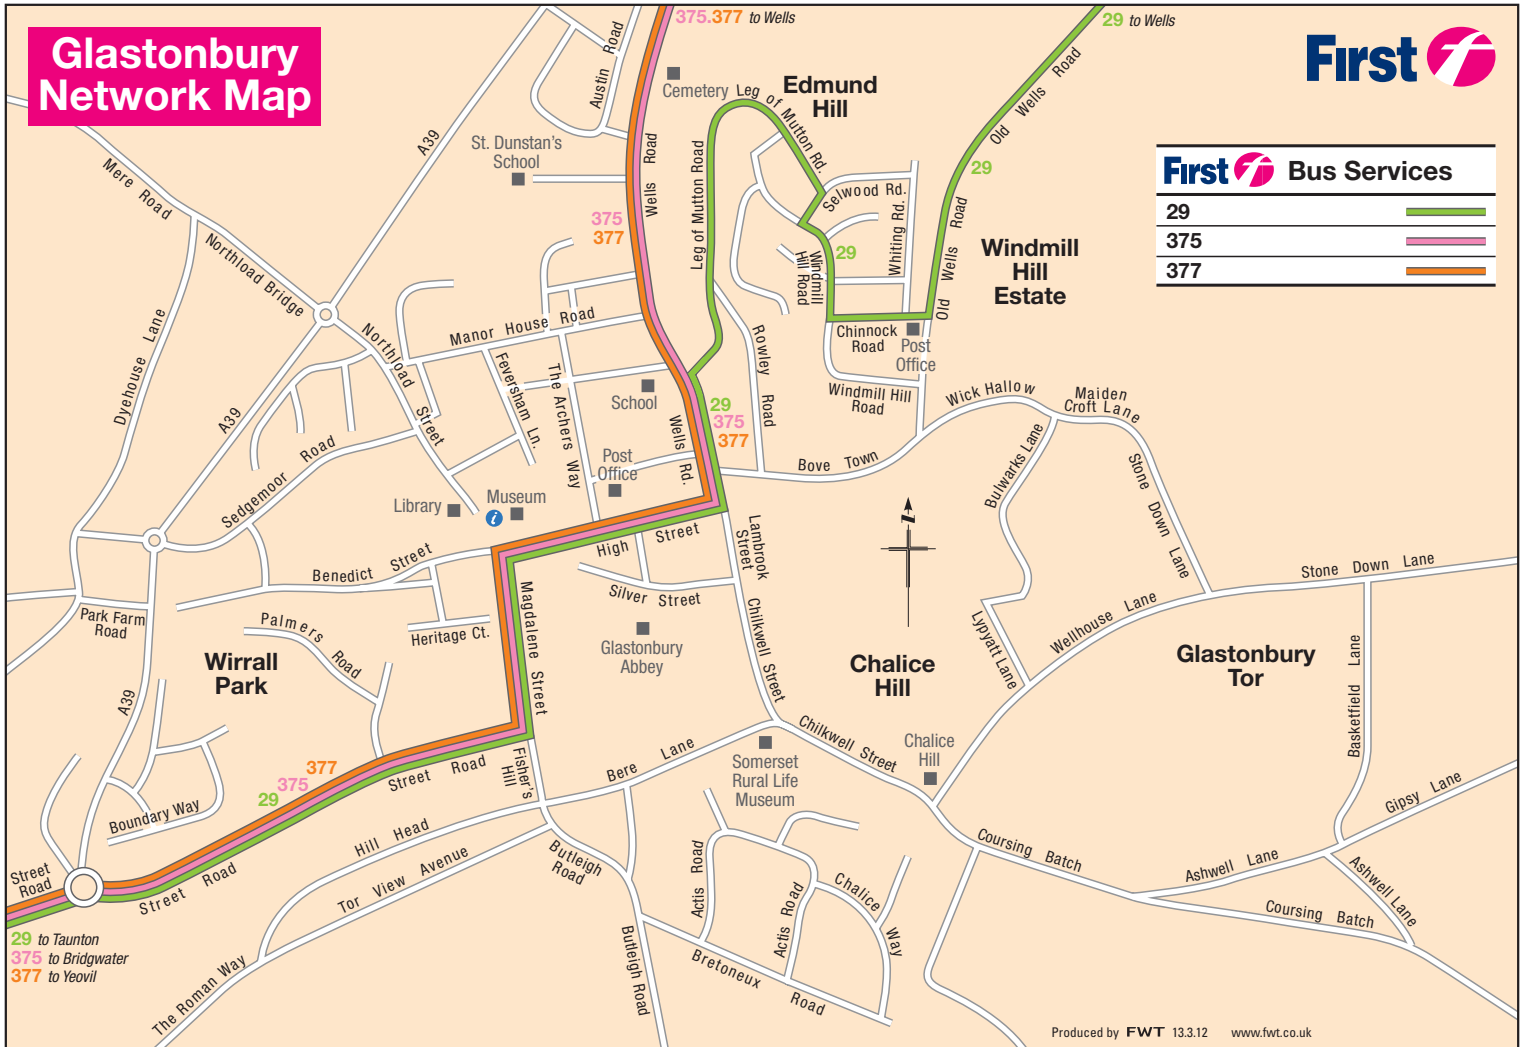 Glastonbury
Network Map
375.377 to Wells
29 to Wells
First
First Bus Services
29
375
377
Austin Road
Cemetery
Edmund
Hill
Leg of Mutton Rd.
Old Wells Road
A39
St. Dunstan's
School
Mere Road
Wells Road
Leg of Mutton Road
29
Selwood Rd.
375
377
Whiting Rd.
Old Wells Road
Windmill
Hill
Estate
29
Windmill
Hill Road
Northload Bridge
Dyehouse Lane
Manor House Road
Northload Street
Feversham Ln.
The Archers Way
School
Rowley Road
Chinnock
Road
Post
Office
Windmill Hill
Road
Wick Hallow
Maiden
Croft Lane
29
375
377
A39
Wells Rd.
Sedgemoor Road
Post
Office
Bove Town
Bulwarks Lane
Stone Down Lane
Library
Museum
i
High Street
Lambrook
Street
n
Benedict Street
Stone Down Lane
Park Farm
Road
Palmers Road
Heritage Ct.
Magdalene Street
Silver Street
Chilkwell Street
Glastonbury
Abbey
Lypyatt Lane
Wellhouse Lane
Wirrall
Park
Chalice
Hill
Glastonbury
Tor
Basketfield Lane
A39
377
375
29
Street Road
Fisher's
Hill
Bere Lane
Chilkwell Street
Chalice
Hill
Somerset
Rural Life
Museum
Boundary Way
Gipsy Lane
Hill Head
Street
Road
Street Road
Tor View Avenue
Butleigh
Road
Actis Road
Actis Road
Chalice Way
Coursing Batch
Ashwell Lane
Ashwell Lane
Coursing Batch
29 to Taunton
375 to Bridgwater
377 to Yeovil
The Roman Way
Butleigh Road
Bretoneux Road
Produced by FWT 13.3.12 www.fwt.co.uk